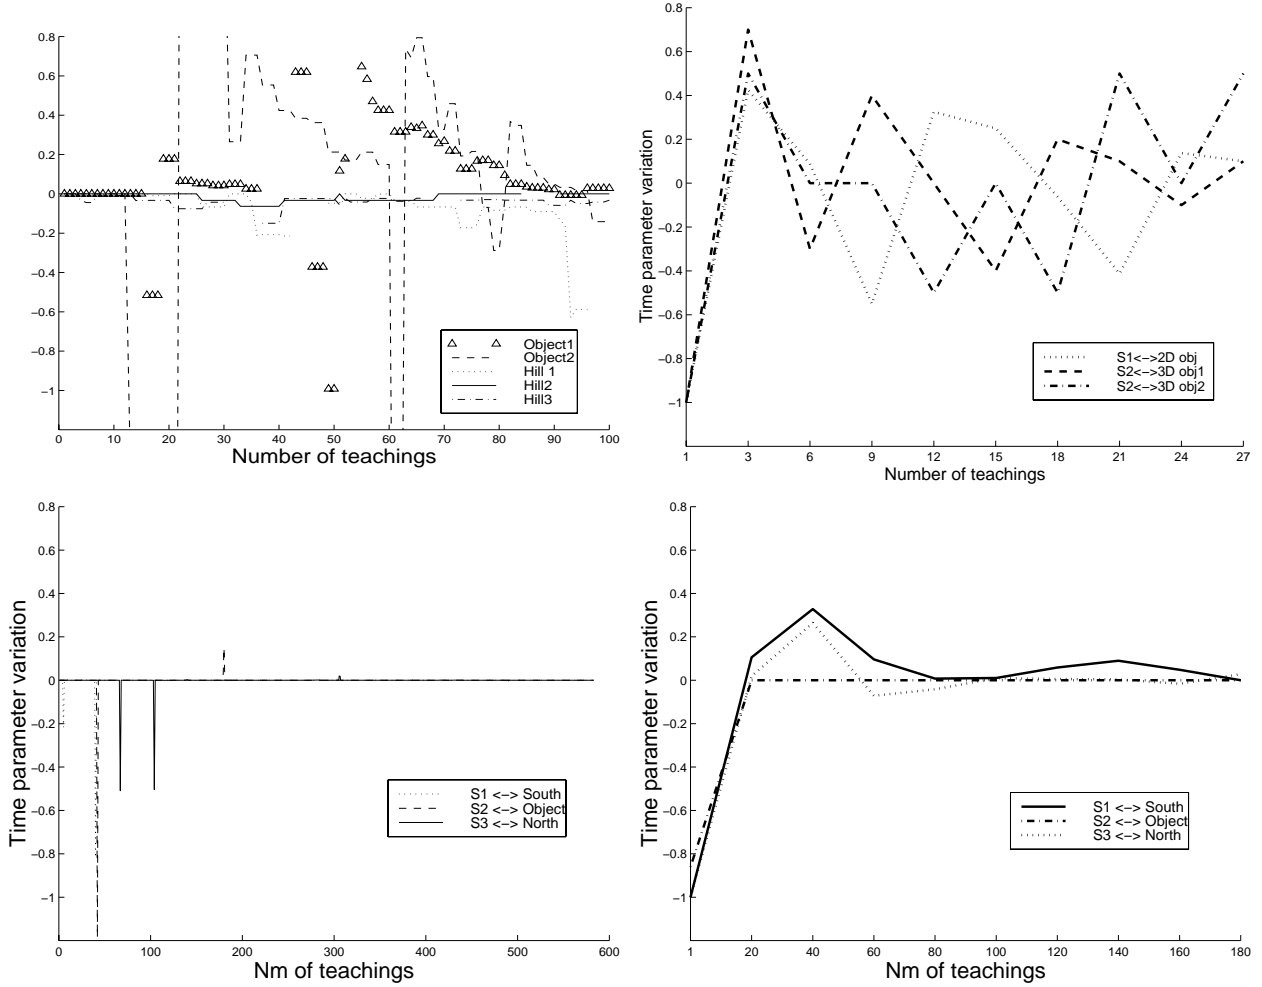 0.8
0.6
0.4
0.2
0
−0.2
−0.4
−0.6
−0.8
−1
0 10 20 30 40 50 60 70 80 90 100
Number of teachings
Object1
Object2
Hill 1
Hill2
Hill3
Time parameter variation
0.8
0.6
0.4
0.2
0
−0.2
−0.4
−0.6
−0.8
−1
1 3 6 9 12 15 18 21 24 27
Number of teachings
S1<−>2D obj
S2<−>3D obj1
S2<−>3D obj2
Time parameter variation
0.8
0.6
0.4
0.2
0
−0.2
−0.4
−0.6
−0.8
−1
0 100 200 300 400 500 600
Nm of teachings
S1 <−> South
S2 <−> Object
S3 <−> North
Time parameter variation
0.8
0.6
0.4
0.2
0
−0.2
−0.4
−0.6
−0.8
−1
1 20 40 60 80 100 120 140 160 180
Nm of teachings
S1 <−> South
S2 <−> Object
S3 <−> North